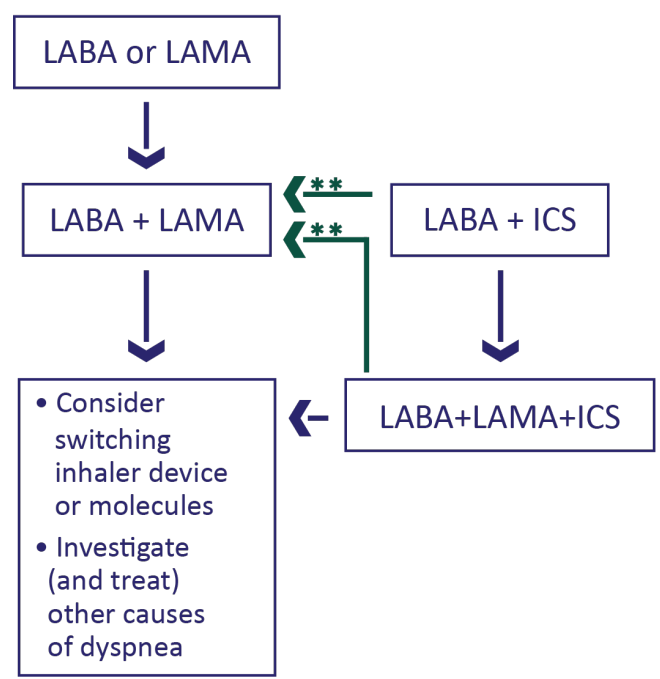 LABA or LAMA
LABA + LAMA
**
LABA + ICS
**
LABA+LAMA+ICS
• Consider
switching
inhaler device
or molecules
• Investigate
(and treat)
other causes
of dyspnea